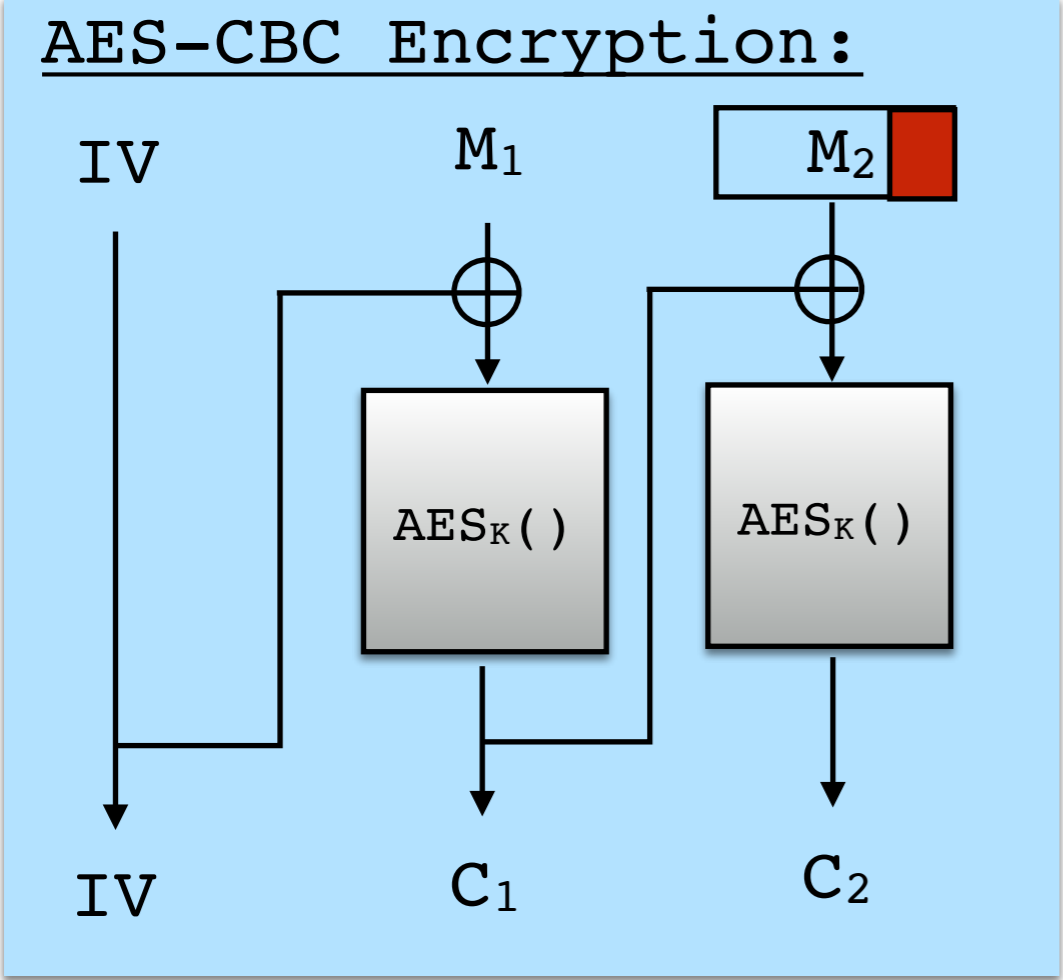 AES-CBC Encryption:
IV M₁ M₂
AESₖ() AESₖ()
IV C₁ C₂